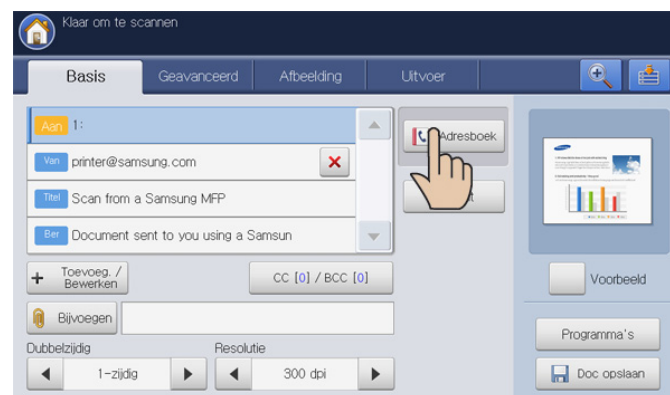 Klaar om te scannen
Basis
Geavanceerd
Afbeelding
Uitvoer
Aan 1:
Van printer@samsung.com
Titel Scan from a Samsung MFP
Ber Document sent to you using a Samsun
Adresboek
+ Toevoeg. /
Bewerken
CC [0] / BCC [0]
Bijvoegen
Dubbelzijdig
Resolutie
1-zijdig
300 dpi
Voorbeeld
Programma's
Doc opslaan